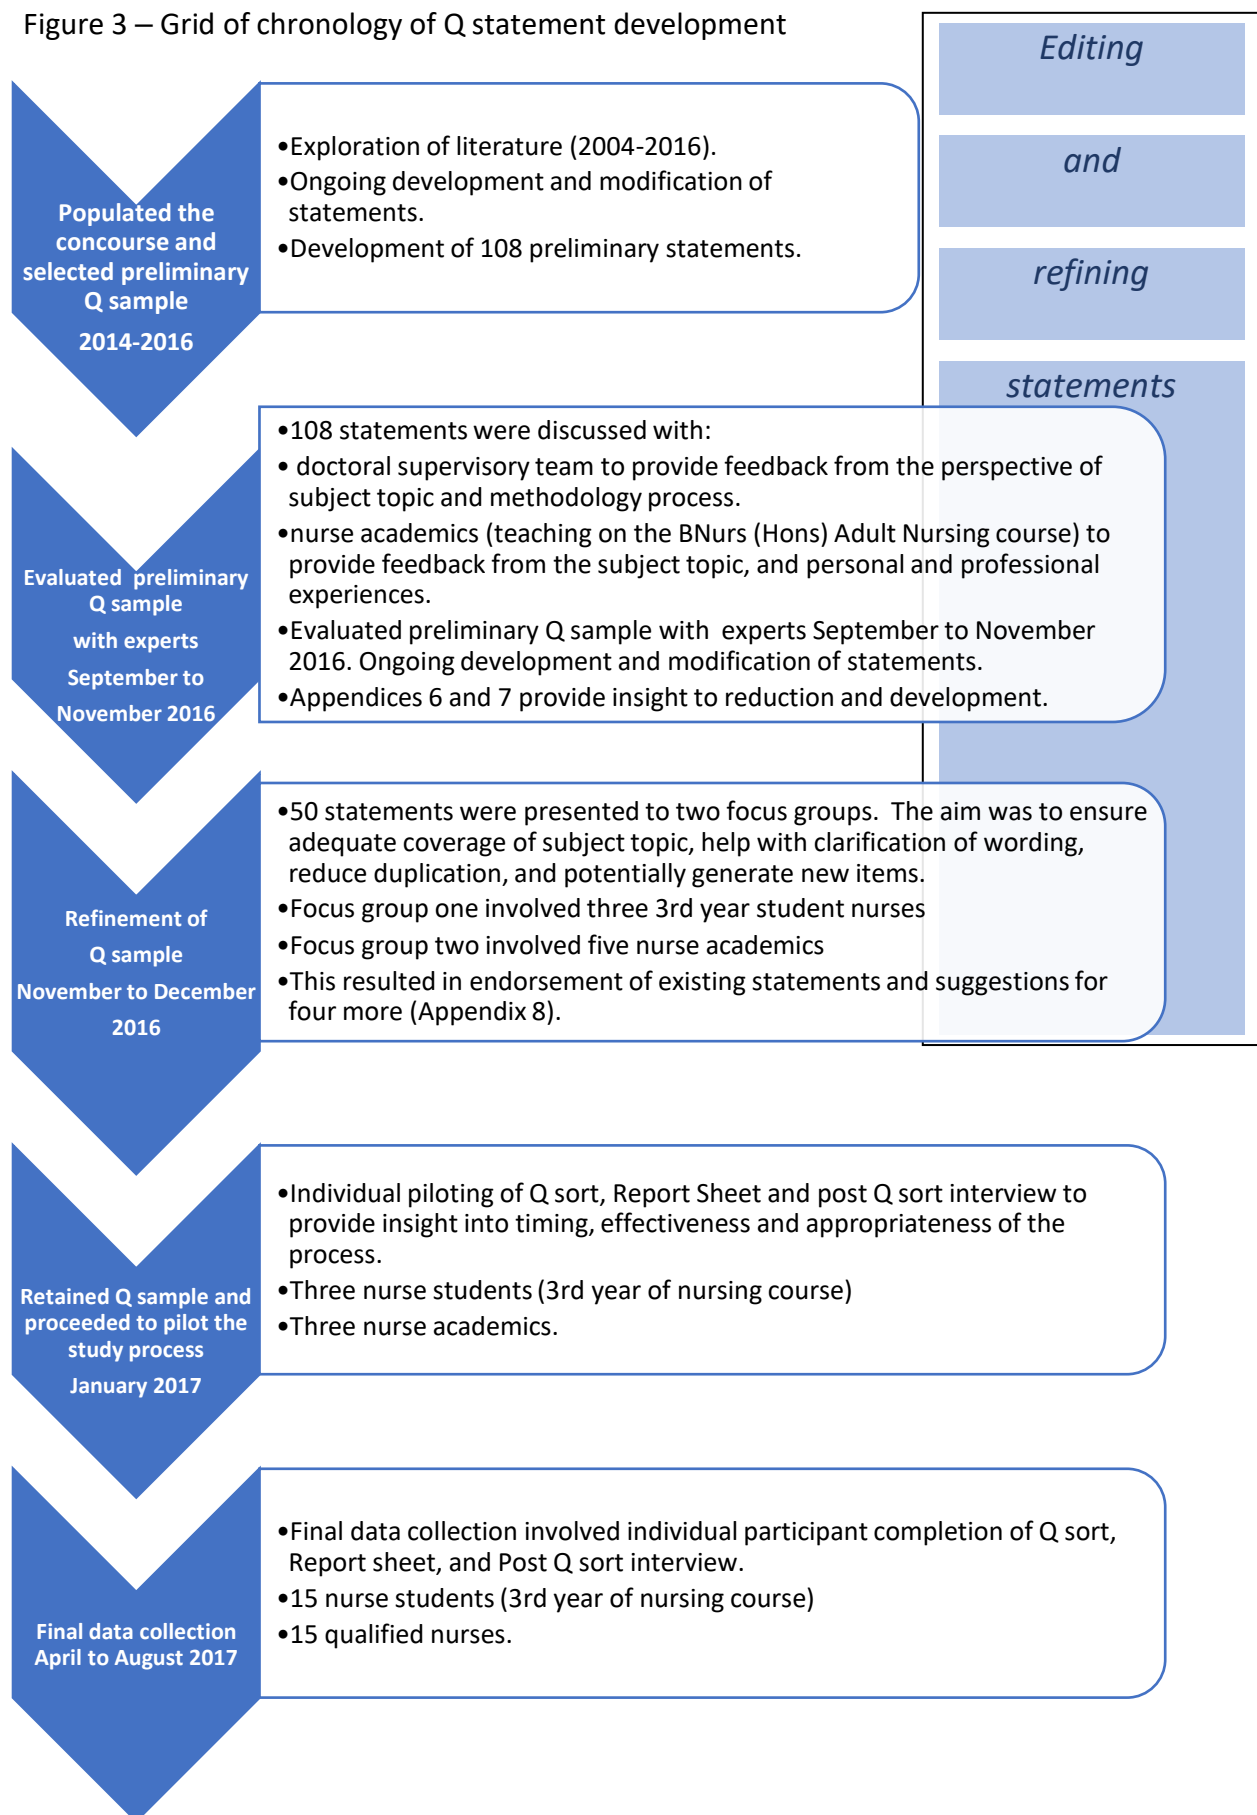 Figure 3 – Grid of chronology of Q statement development
Editing
and
refining
statements
Populated the
concourse and
selected preliminary
Q sample
2014-2016
•Exploration of literature (2004-2016).
•Ongoing development and modification of
statements.
•Development of 108 preliminary statements.
Evaluated preliminary
Q sample
with experts
September to
November 2016
•108 statements were discussed with:
• doctoral supervisory team to provide feedback from the perspective of
subject topic and methodology process.
•nurse academics (teaching on the BNurs (Hons) Adult Nursing course) to
provide feedback from the subject topic, and personal and professional
experiences.
•Evaluated preliminary Q sample with experts September to November
2016. Ongoing development and modification of statements.
•Appendices 6 and 7 provide insight to reduction and development.
Refinement of
Q sample
November to December
2016
•50 statements were presented to two focus groups. The aim was to ensure
adequate coverage of subject topic, help with clarification of wording,
reduce duplication, and potentially generate new items.
•Focus group one involved three 3rd year student nurses
•Focus group two involved five nurse academics
•This resulted in endorsement of existing statements and suggestions for
four more (Appendix 8).
Retained Q sample and
proceeded to pilot the
study process
January 2017
•Individual piloting of Q sort, Report Sheet and post Q sort interview to
provide insight into timing, effectiveness and appropriateness of the
process.
•Three nurse students (3rd year of nursing course)
•Three nurse academics.
Final data collection
April to August 2017
•Final data collection involved individual participant completion of Q sort,
Report sheet, and Post Q sort interview.
•15 nurse students (3rd year of nursing course)
•15 qualified nurses.